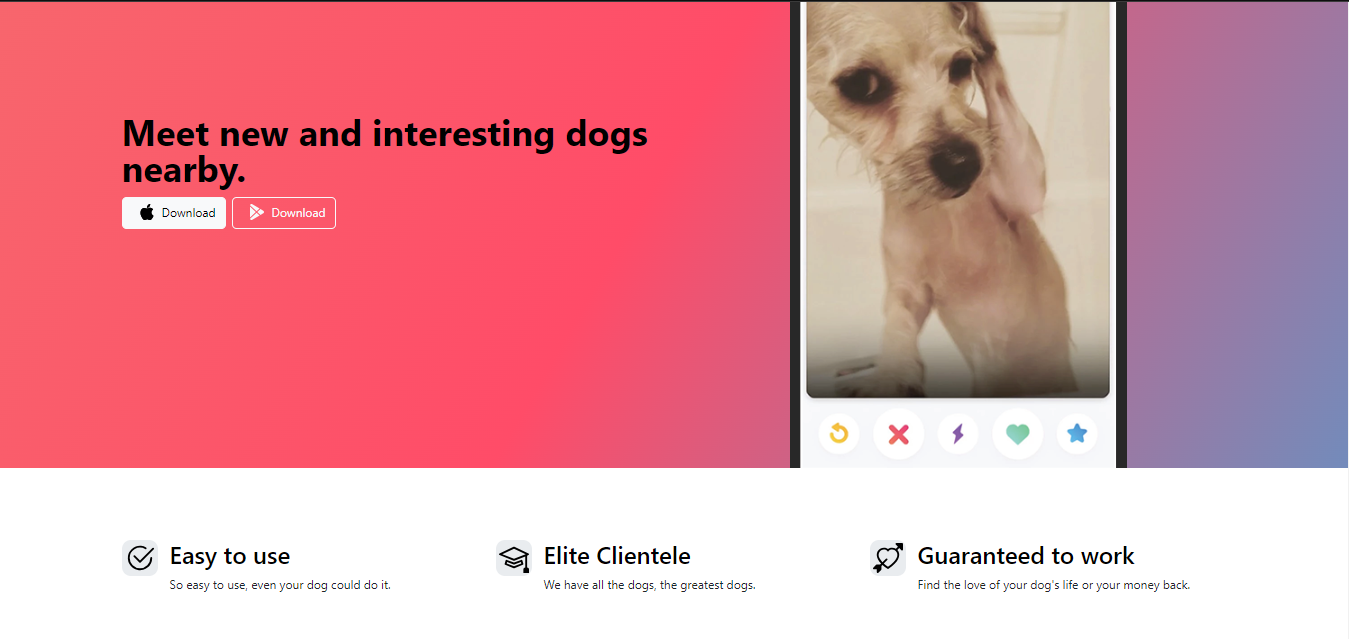 Meet new and interesting dogs
nearby.
Download Download
Easy to use Elite Clientele Guaranteed to work
So easy to use, even your dog could do it. We have all the dogs, the greatest dogs. Find the love of your dog's life or your money back.